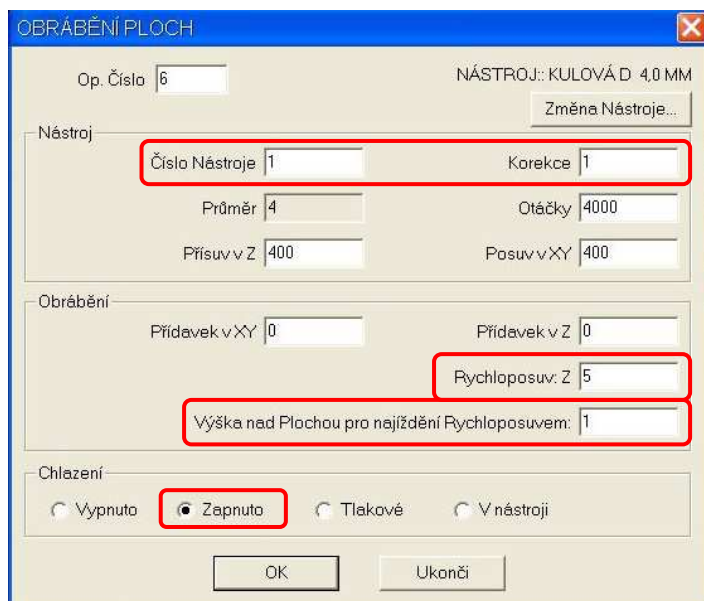 OBRÁBĚNÍ PLOCH
Op. Číslo 6 NÁSTROJ:: KULOVÁ D 4,0 MM
Změna Nástroje...
Nástroj
Číslo Nástroje 1 Korekce 1
Průměr 4 Otáčky 4000
Přísuv v Z 400 Posuv v XY 400
Obrábění
Přídavek v XY 0 Přídavek v Z 0
Rychloposuv: Z 5
Výška nad Plochou pro najíždění Rychloposuvem: 1
Chlazení
Vypnuto Zapnuto Tlakové V nástroji
OK Ukonči